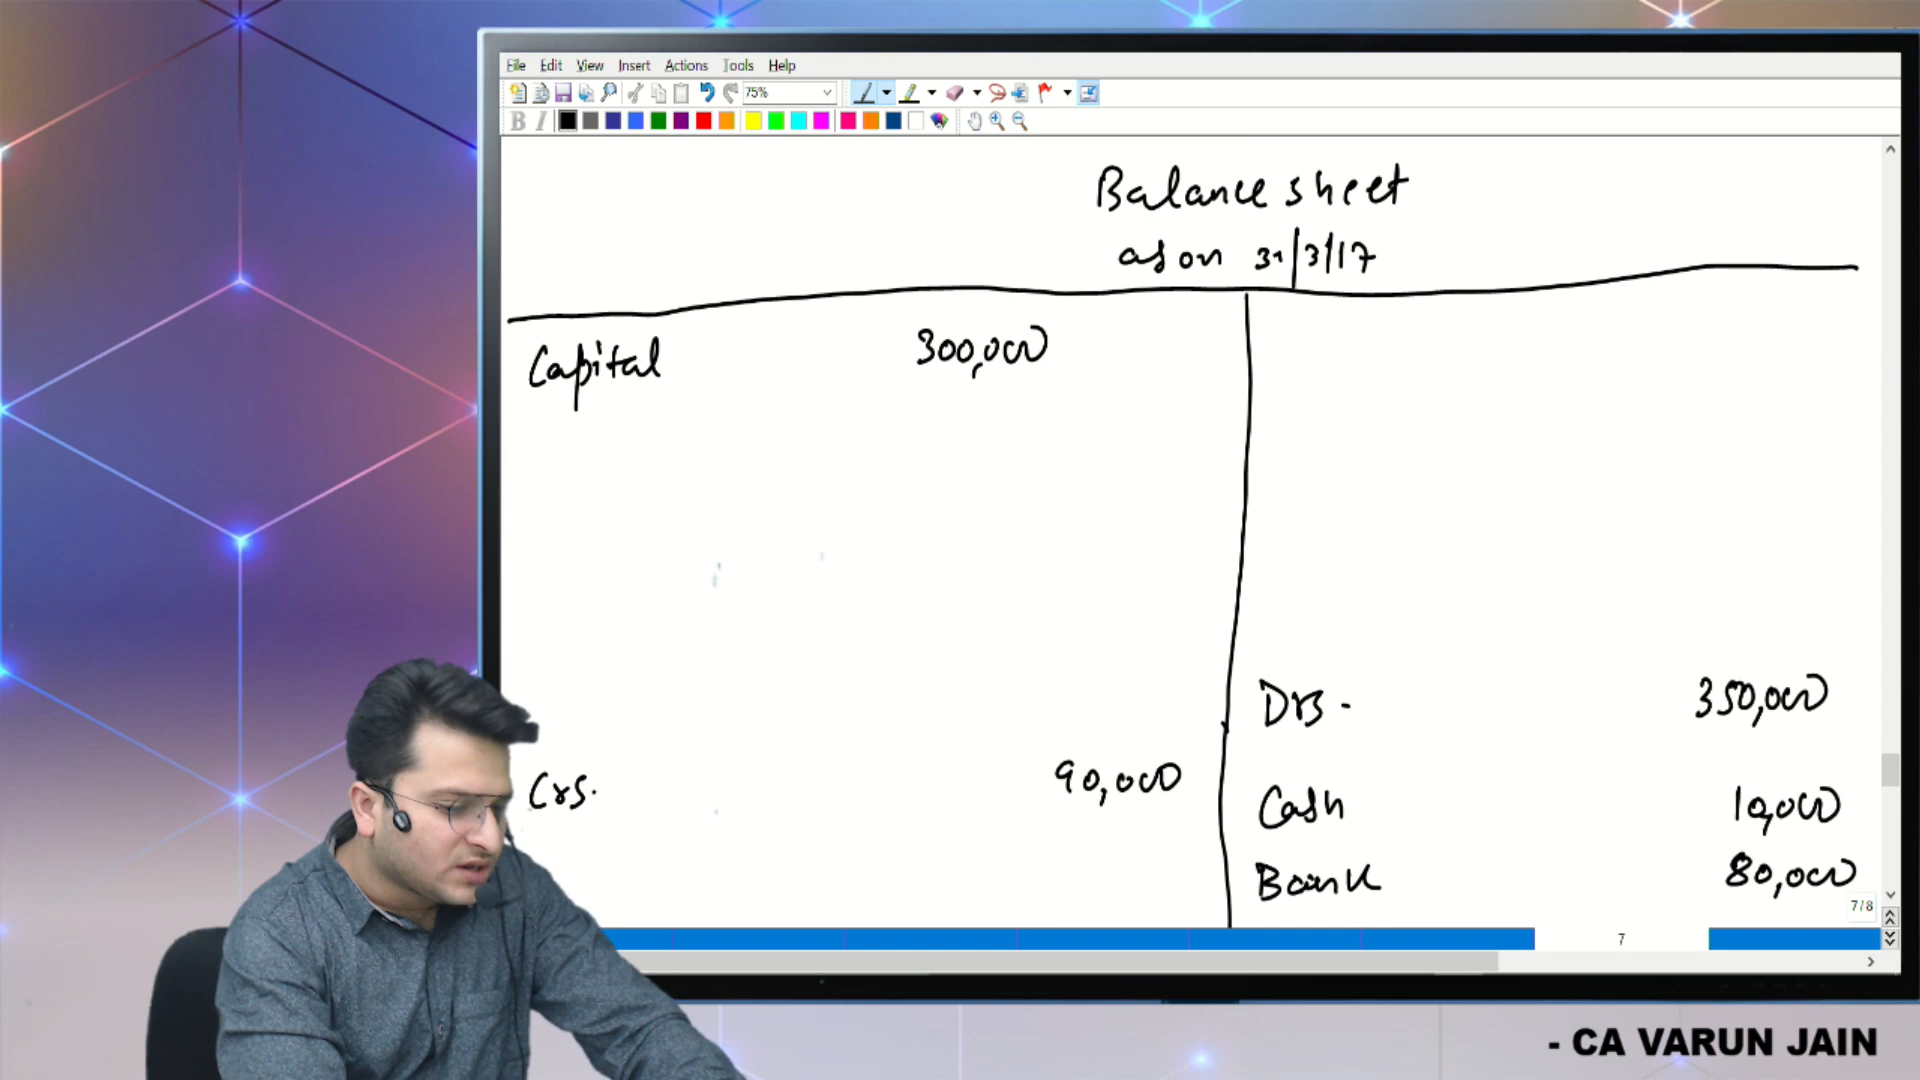 File Edit View Insert Actions Tools Help
75%
B I
Balance sheet
as on 31/3/17
Capital 300,000
Drs - 350,000
Crs. 90,000
Cash 10,000
Bank 80,000
7/8
7
- CA VARUN JAIN